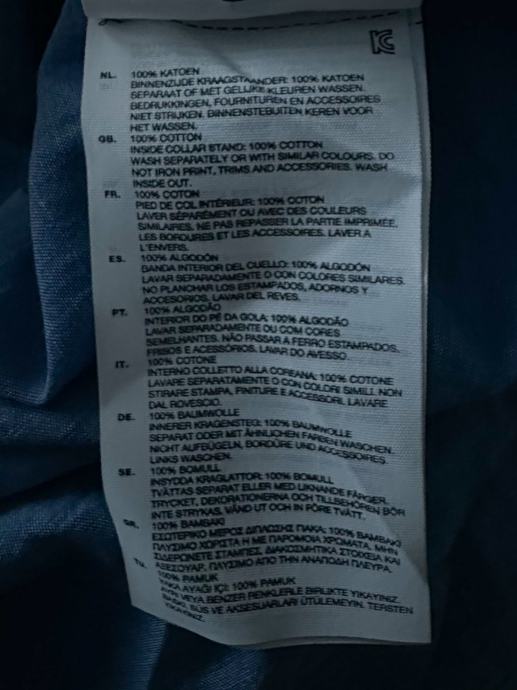 NL. 100% KATOEN
BINNENZIJDE KRAAGSTAANDER: 100% KATOEN
SEPARAAT OF MET GELIJKE KLEUREN WASSEN.
BEDRUKKINGEN, FOURNITUREN EN ACCESSOIRES
NIET STRIJKEN. BINNENSTEBUITEN KEREN VOOR
HET WASSEN.
GB. 100% COTTON
INSIDE COLLAR STAND: 100% COTTON
WASH SEPARATELY OR WITH SIMILAR COLOURS. DO
NOT IRON PRINT, TRIMS AND ACCESSORIES. WASH
INSIDE OUT.
FR. 100% COTON
PIED DE COL INTÉRIEUR: 100% COTON
LAVER SÉPARÉMENT OU AVEC DES COULEURS
SIMILAIRES, NE PAS REPASSER LA PARTIE IMPRIMÉE,
LES BORDURES ET LES ACCESSOIRES. LAVER A
L'ENVERS.
ES. 100% ALGODÓN
BANDA INTERIOR DEL CUELLO: 100% ALGODÓN
LAVAR SEPARADAMENTE O CON COLORES SIMILARES.
NO PLANCHAR LOS ESTAMPADOS, ADORNOS Y
ACCESORIOS, LAVAR DEL REVES.
PT. 100% ALGODÃO
INTERIOR DO PÉ DA GOLA: 100% ALGODÃO
LAVAR SEPARADAMENTE OU COM CORES
SEMELHANTES. NÃO PASSAR A FERRO ESTAMPADOS,
FRISOS E ACESSÓRIOS. LAVAR DO AVESSO.
IT. 100% COTONE
INTERNO COLLETTO ALLA COREANA: 100% COTONE
LAVARE SEPARATAMENTE O CON COLORI SIMILI. NON
STIRARE STAMPA, FINITURE E ACCESSORI. LAVARE
DAL ROVESCIO.
DE. 100% BAUMWOLLE
INNERER KRAGENSTEG: 100% BAUMWOLLE
SEPARAT ODER MIT ÄHNLICHEN FARBEN WASCHEN.
NICHT AUFBÜGELN, BORDÜRE UND ACCESSOIRES.
LINKS WASCHEN.
SE. 100% BOMULL
INSYDDA KRAGLATTOR: 100% BOMULL
TVÄTTAS SEPARAT ELLER MED LIKNANDE FÄRGER.
TRYCKET, DEKORATIONERNA OCH TILLBEHÖREN BÖR
INTE STRYKAS. VÄND UT OCH IN FÖRE TVÄTT.
GR. 100% ΒΑΜΒΑΚΙ
ΕΣΩΤΕΡΙΚΟ ΜΕΡΟΣ ΔΙΠΛΩΣΗΣ ΓΙΑΚΑ: 100% ΒΑΜΒΑΚΙ
ΠΛΥΣΙΜΟ ΧΩΡΙΣΤΑ Η ΜΕ ΠΑΡΟΜΟΙΑ ΧΡΩΜΑΤΑ. ΜΗΝ
ΣΙΔΕΡΩΝΕΤΕ ΣΤΑΜΠΕΣ, ΔΙΑΚΟΣΜΗΤΙΚΑ ΣΤΟΙΧΕΙΑ ΚΑΙ
ΑΞΕΣΟΥΑΡ. ΠΛΥΣΙΜΟ ΑΠΟ ΤΗΝ ΑΝΑΠΟΔΗ ΠΛΕΥΡΑ.
TU. 100% PAMUK
YAKA AYAĞI İÇİ: 100% PAMUK
AYRI VEYA BENZER RENKLERLE BIRLIKTE YIKAYINIZ.
BASKI, SÜS VE AKSESUARLARI ÜTÜLEMEYIN. TERSTEN
YIKAYINIZ.